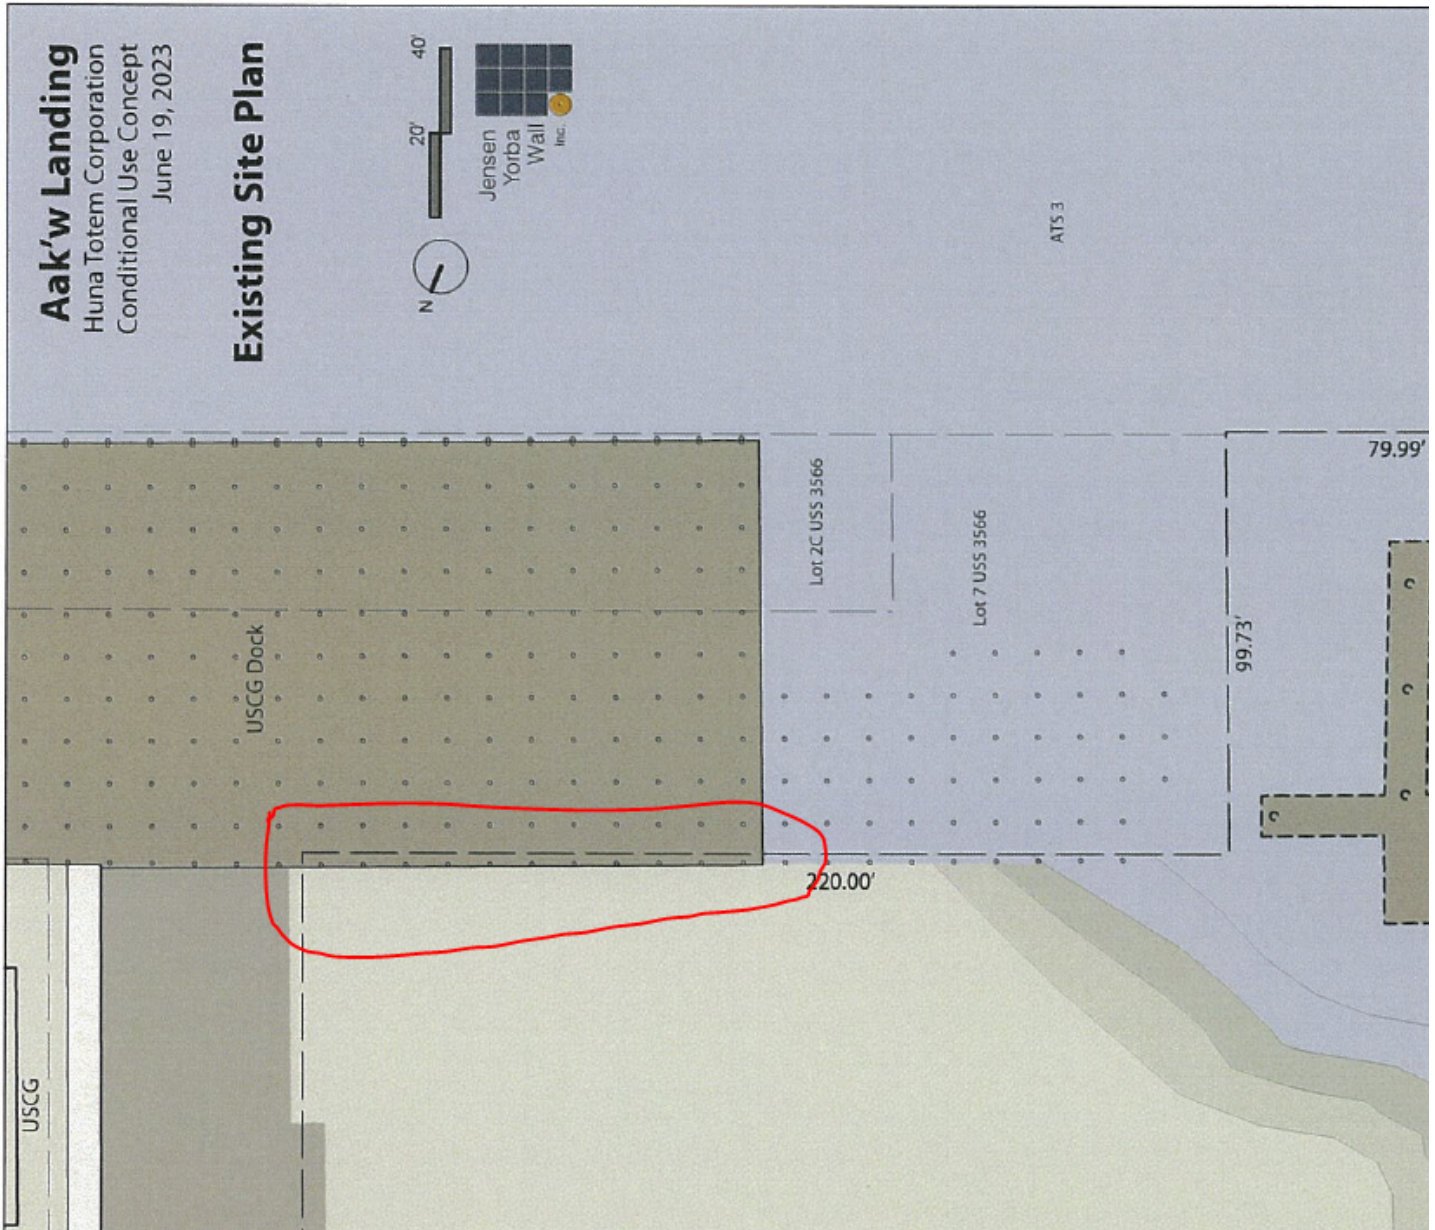 Aak'w Landing
Huna Totem Corporation
Conditional Use Concept
June 19, 2023
Existing Site Plan
20'
40'
N
Jensen
Yorba
Wall
Inc.
ATS 3
Lot 2C USS 3566
Lot 7 USS 3566
79.99'
99.73'
220.00'
USCG Dock
USCG